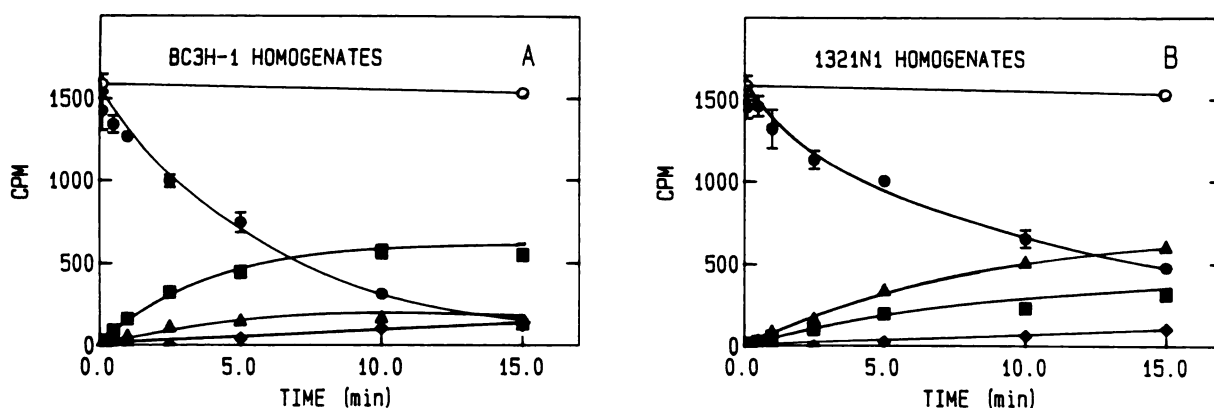 BC3H-1 HOMOGENATES
A
1500
1000
500
0
CPM
0.0
5.0
10.0
15.0
TIME (min)
1321N1 HOMOGENATES
B
1500
1000
500
0
CPM
0.0
5.0
10.0
15.0
TIME (min)